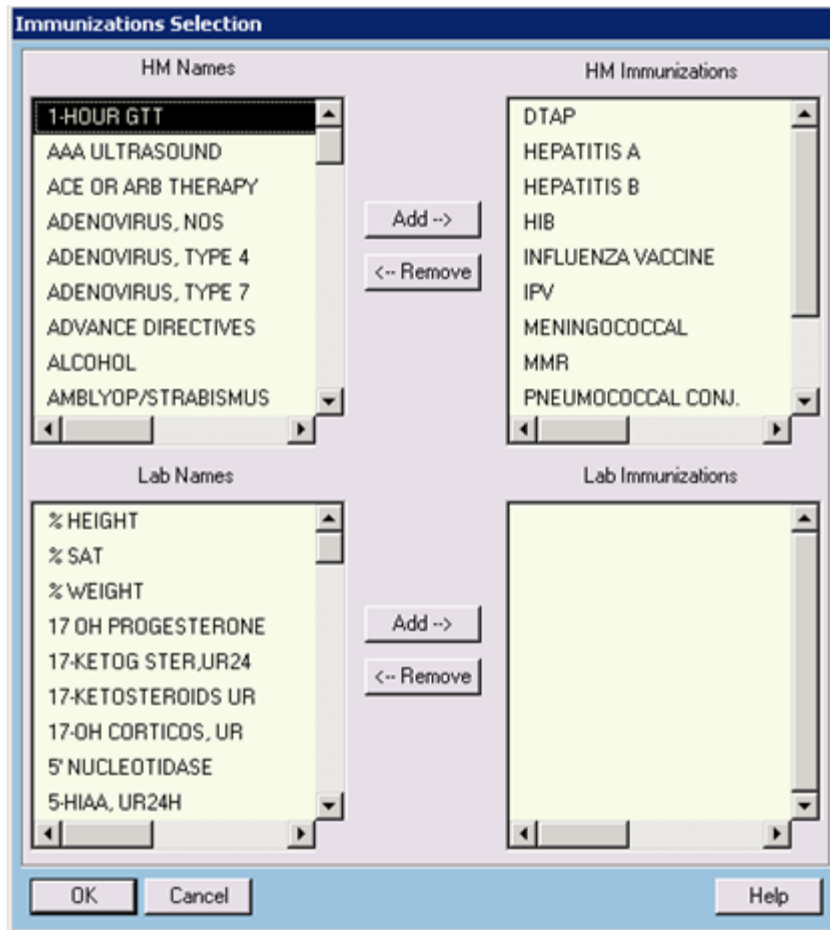 Immunizations Selection
HM Names
1-HOUR GTT
AAA ULTRASOUND
ACE OR ARB THERAPY
ADENOVIRUS, NOS
ADENOVIRUS, TYPE 4
ADENOVIRUS, TYPE 7
ADVANCE DIRECTIVES
ALCOHOL
AMBLYOP/STRABISMUS
Add -->
<-- Remove
HM Immunizations
DTAP
HEPATITIS A
HEPATITIS B
HIB
INFLUENZA VACCINE
IPV
MENINGOCOCCAL
MMR
PNEUMOCOCCAL CONJ.
Lab Names
% HEIGHT
% SAT
% WEIGHT
17 OH PROGESTERONE
17-KETOG STER,UR24
17-KETOSTEROIDS UR
17-OH CORTICOS, UR
5' NUCLEOTIDASE
5-HIAA, UR24H
Add -->
<-- Remove
Lab Immunizations
OK
Cancel
Help